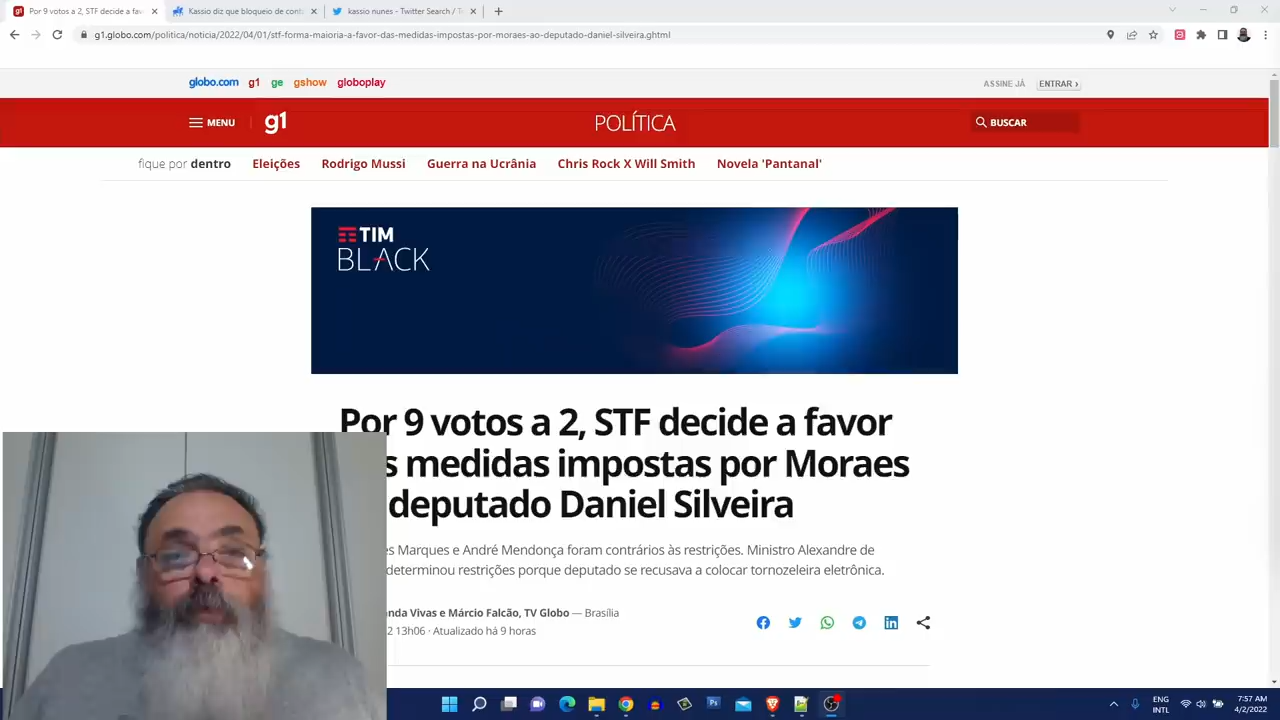 Por 9 votos a 2, STF decide a fav
Kassio diz que bloqueio de cont
kassio nunes - Twitter Search / T
g1.globo.com/politica/noticia/2022/04/01/stf-forma-maioria-a-favor-das-medidas-impostas-por-moraes-ao-deputado-daniel-silveira.ghtml
globo.com g1 ge gshow globoplay
ASSINE JÁ ENTRAR ›
MENU g1 POLÍTICA BUSCAR
fique por dentro Eleições Rodrigo Mussi Guerra na Ucrânia Chris Rock X Will Smith Novela 'Pantanal'
TIM
BLACK
Por 9 votos a 2, STF decide a favor
s medidas impostas por Moraes
deputado Daniel Silveira
s Marques e André Mendonça foram contrários às restrições. Ministro Alexandre de
determinou restrições porque deputado se recusava a colocar tornozeleira eletrônica.
nda Vivas e Márcio Falcão, TV Globo — Brasília
2 13h06 · Atualizado há 9 horas
ENG
INTL
7:57 AM
4/2/2022